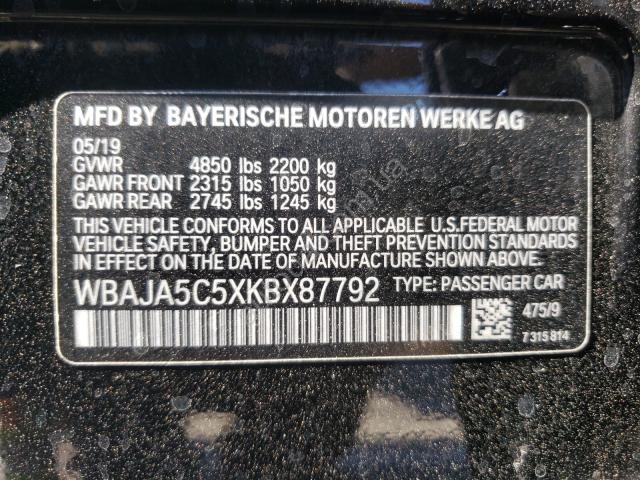 MFD BY BAYERISCHE MOTOREN WERKE AG
05/19
GVWR 4850 lbs 2200 kg
GAWR FRONT 2315 lbs 1050 kg
GAWR REAR 2745 lbs 1245 kg
THIS VEHICLE CONFORMS TO ALL APPLICABLE U.S.FEDERAL MOTOR
VEHICLE SAFETY, BUMPER AND THEFT PREVENTION STANDARDS
IN EFFECT ON THE DATE OF MANUFACTURE SHOWN ABOVE.
WBAJA5C5XKBX87792 TYPE: PASSENGER CAR
475/9
7 315 814